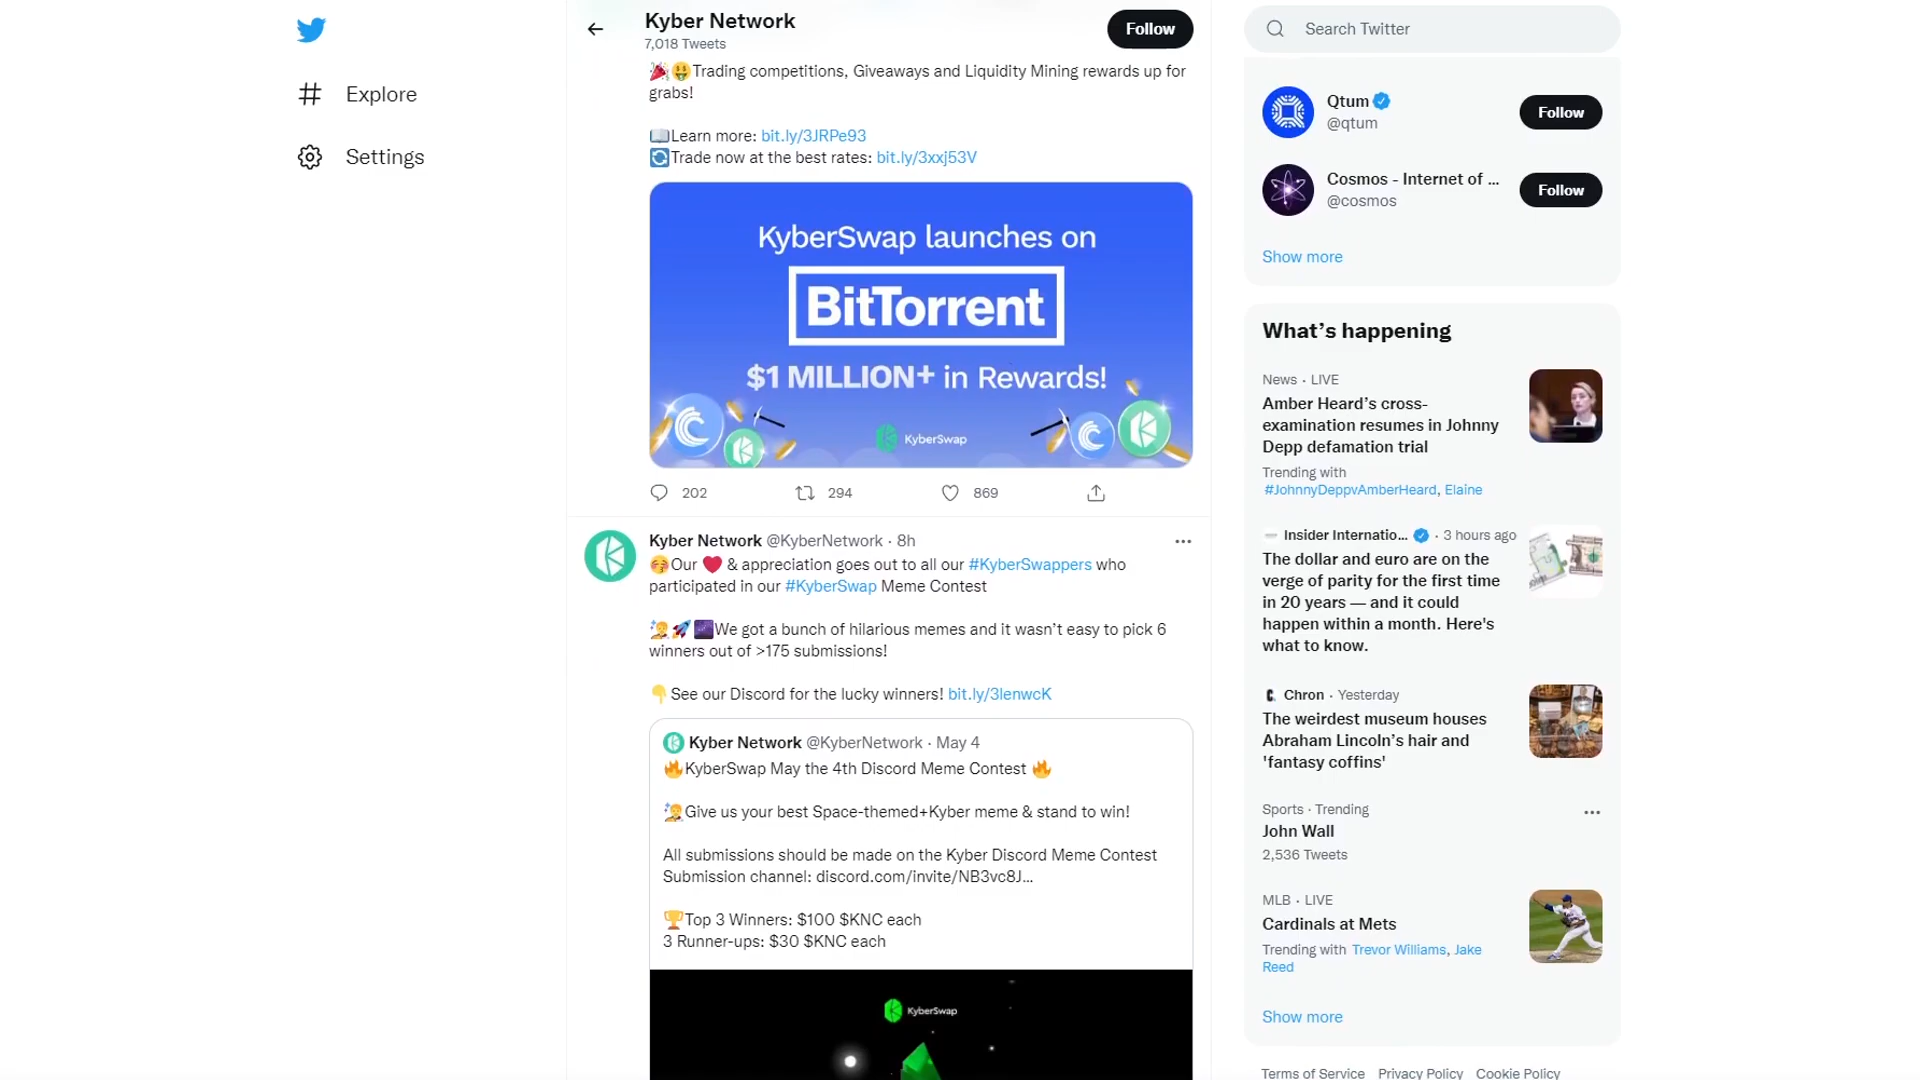 Explore
Settings
Kyber Network
7,018 Tweets
Follow
Trading competitions, Giveaways and Liquidity Mining rewards up for
grabs!
Learn more: bit.ly/3JRPe93
Trade now at the best rates: bit.ly/3xxj53V
KyberSwap launches on
BitTorrent
$1 MILLION+ in Rewards!
KyberSwap
202 294 869
Kyber Network @KyberNetwork · 8h
Our ❤ & appreciation goes out to all our #KyberSwappers who
participated in our #KyberSwap Meme Contest
We got a bunch of hilarious memes and it wasn’t easy to pick 6
winners out of >175 submissions!
See our Discord for the lucky winners! bit.ly/3lenwcK
Kyber Network @KyberNetwork · May 4
KyberSwap May the 4th Discord Meme Contest
Give us your best Space-themed+Kyber meme & stand to win!
All submissions should be made on the Kyber Discord Meme Contest
Submission channel: discord.com/invite/NB3vc8J...
Top 3 Winners: $100 $KNC each
3 Runner-ups: $30 $KNC each
KyberSwap
Search Twitter
Qtum
@qtum
Follow
Cosmos - Internet of ...
@cosmos
Follow
Show more
What’s happening
News · LIVE
Amber Heard’s cross-
examination resumes in Johnny
Depp defamation trial
Trending with
#JohnnyDeppvAmberHeard, Elaine
Insider Internatio... · 3 hours ago
The dollar and euro are on the
verge of parity for the first time
in 20 years — and it could
happen within a month. Here's
what to know.
Chron · Yesterday
The weirdest museum houses
Abraham Lincoln’s hair and
'fantasy coffins'
Sports · Trending
John Wall
2,536 Tweets
MLB · LIVE
Cardinals at Mets
Trending with Trevor Williams, Jake
Reed
Show more
Terms of Service Privacy Policy Cookie Policy